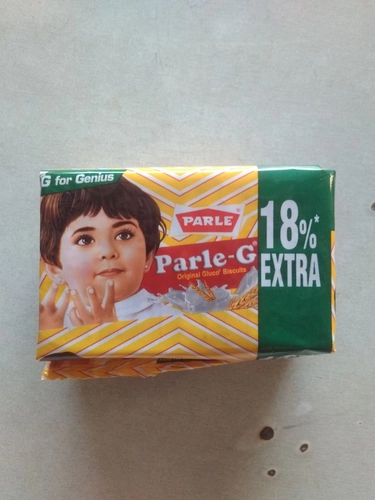 G for Genius
PARLE
Parle-G®
Original Gluco' Biscuits
18%*
EXTRA